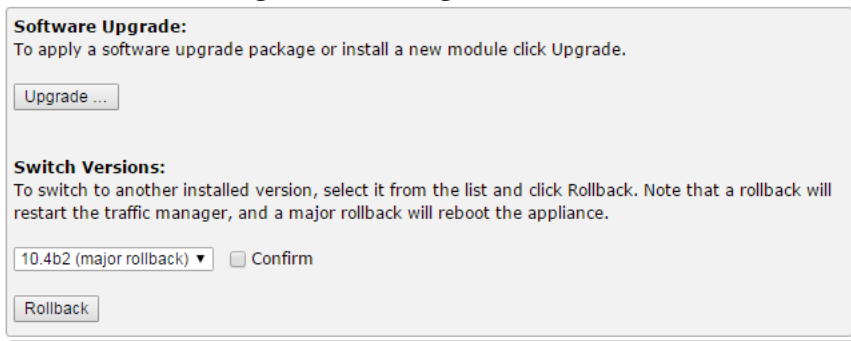 Software Upgrade:
To apply a software upgrade package or install a new module click Upgrade.
Upgrade ...
Switch Versions:
To switch to another installed version, select it from the list and click Rollback. Note that a rollback will
restart the traffic manager, and a major rollback will reboot the appliance.
10.4b2 (major rollback) Confirm
Rollback